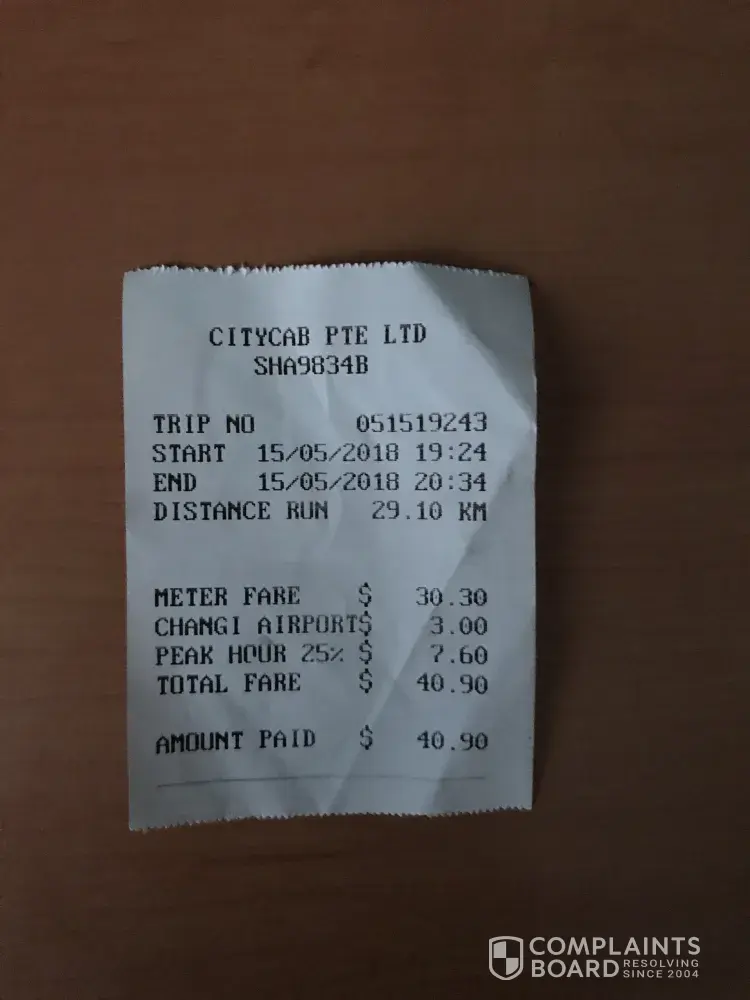 CITYCAB PTE LTD
SHA9834B
TRIP NO 051519243
START 15/05/2018 19:24
END 15/05/2018 20:34
DISTANCE RUN 29.10 KM
METER FARE $ 30.30
CHANGI AIRPORT$ 3.00
PEAK HOUR 25% $ 7.60
TOTAL FARE $ 40.90
AMOUNT PAID $ 40.90
COMPLAINTS
BOARD RESOLVING
SINCE 2004